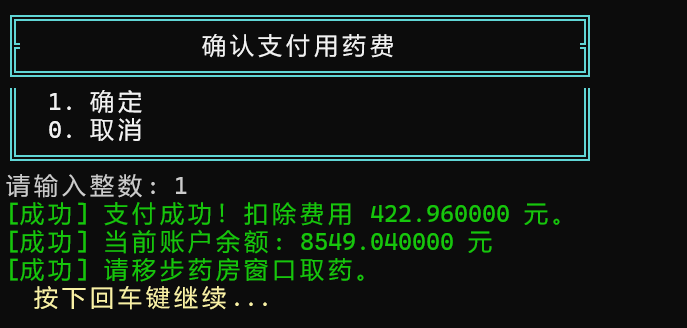 确认支付用药费
1. 确定
0. 取消
请输入整数: 1
[成功] 支付成功! 扣除费用 422.960000 元。
[成功] 当前账户余额: 8549.040000 元
[成功] 请移步药房窗口取药。
按下回车键继续...